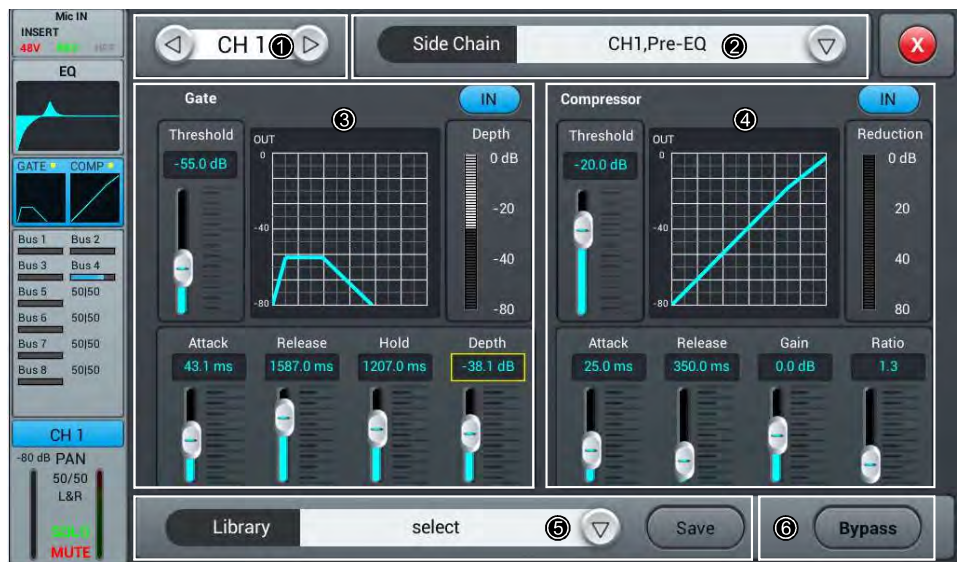 Mic IN
INSERT
48V
HPF
EQ
GATE COMP
Bus 1 Bus 2
Bus 3 Bus 4
Bus 5 50|50
Bus 6 50|50
Bus 7 50|50
Bus 8 50|50
CH 1
-80 dB PAN
50/50
L&R
SOLO
MUTE
CH 1 ①
Side Chain CH1,Pre-EQ ②
X
Gate IN
③
Threshold
-55.0 dB
OUT
0
-40
-80
Depth
0 dB
-20
-40
-80
Attack Release Hold Depth
43.1 ms 1587.0 ms 1207.0 ms -38.1 dB
Compressor IN
④
Threshold
-20.0 dB
OUT
0
-40
-80
Reduction
0 dB
20
40
80
Attack Release Gain Ratio
25.0 ms 350.0 ms 0.0 dB 1.3
Library select ⑤ Save
⑥ Bypass